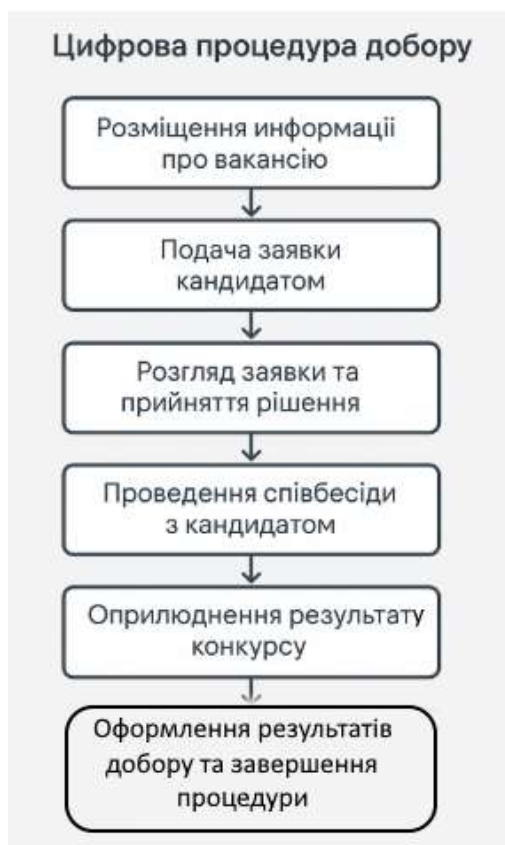 Цифрова процедура добору
Розміщення информації
про вакансію
Подача заявки
кандидатом
Розгляд заявки та
прийняття рішення
Проведення співбесіди
з кандидатом
Оприлюднення результату
конкурсу
Оформлення результатів
добору та завершення
процедури